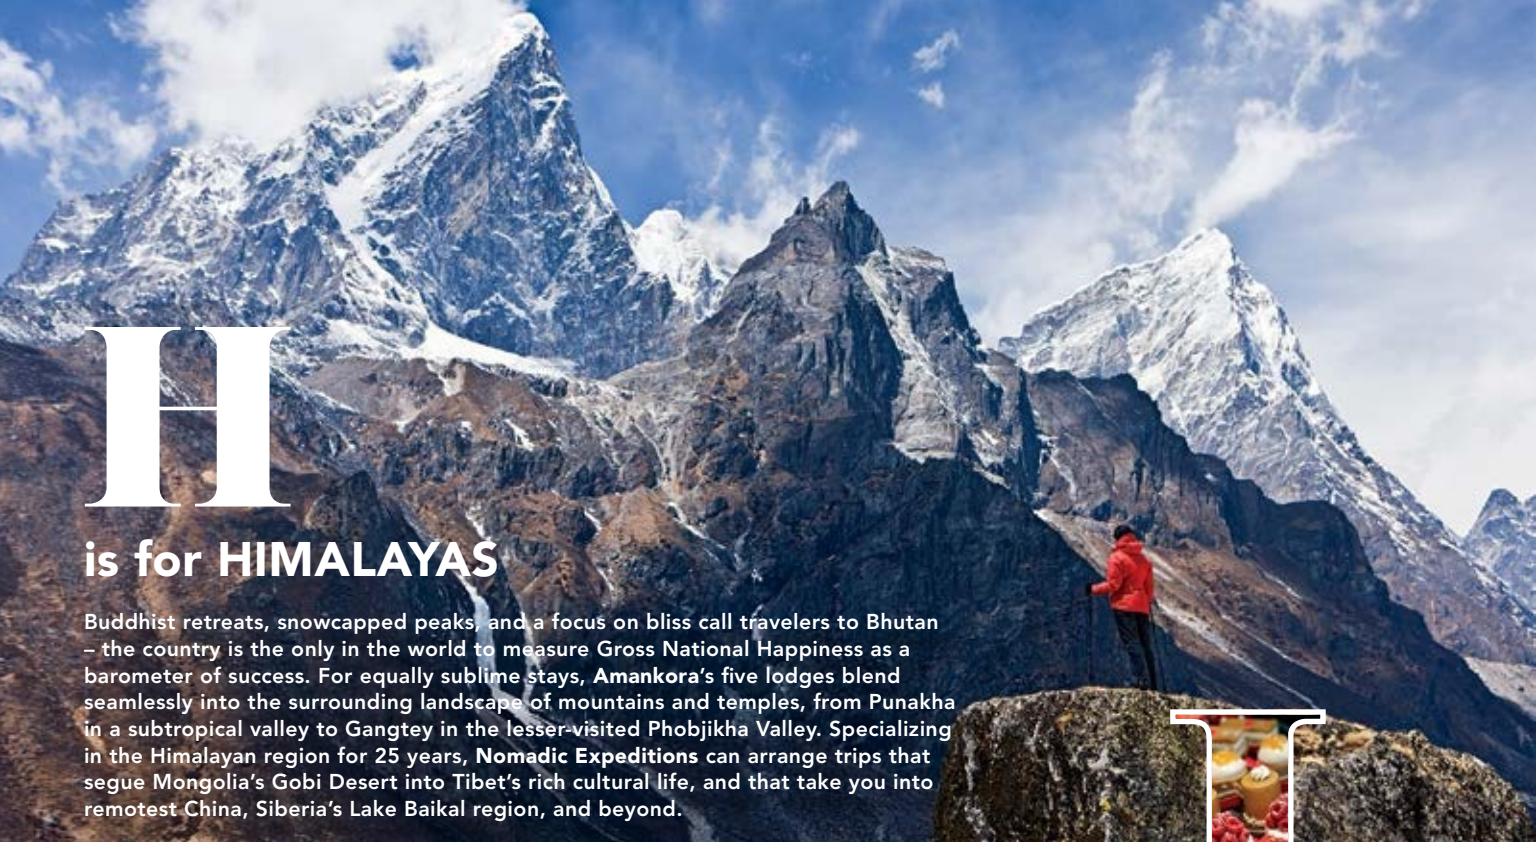 H
is for HIMALAYAS
Buddhist retreats, snowcapped peaks, and a focus on bliss call travelers to Bhutan
– the country is the only in the world to measure Gross National Happiness as a
barometer of success. For equally sublime stays, Amankora’s five lodges blend
seamlessly into the surrounding landscape of mountains and temples, from Punakha
in a subtropical valley to Gangtey in the lesser-visited Phobjikha Valley. Specializing
in the Himalayan region for 25 years, Nomadic Expeditions can arrange trips that
segue Mongolia’s Gobi Desert into Tibet’s rich cultural life, and that take you into
remotest China, Siberia’s Lake Baikal region, and beyond.